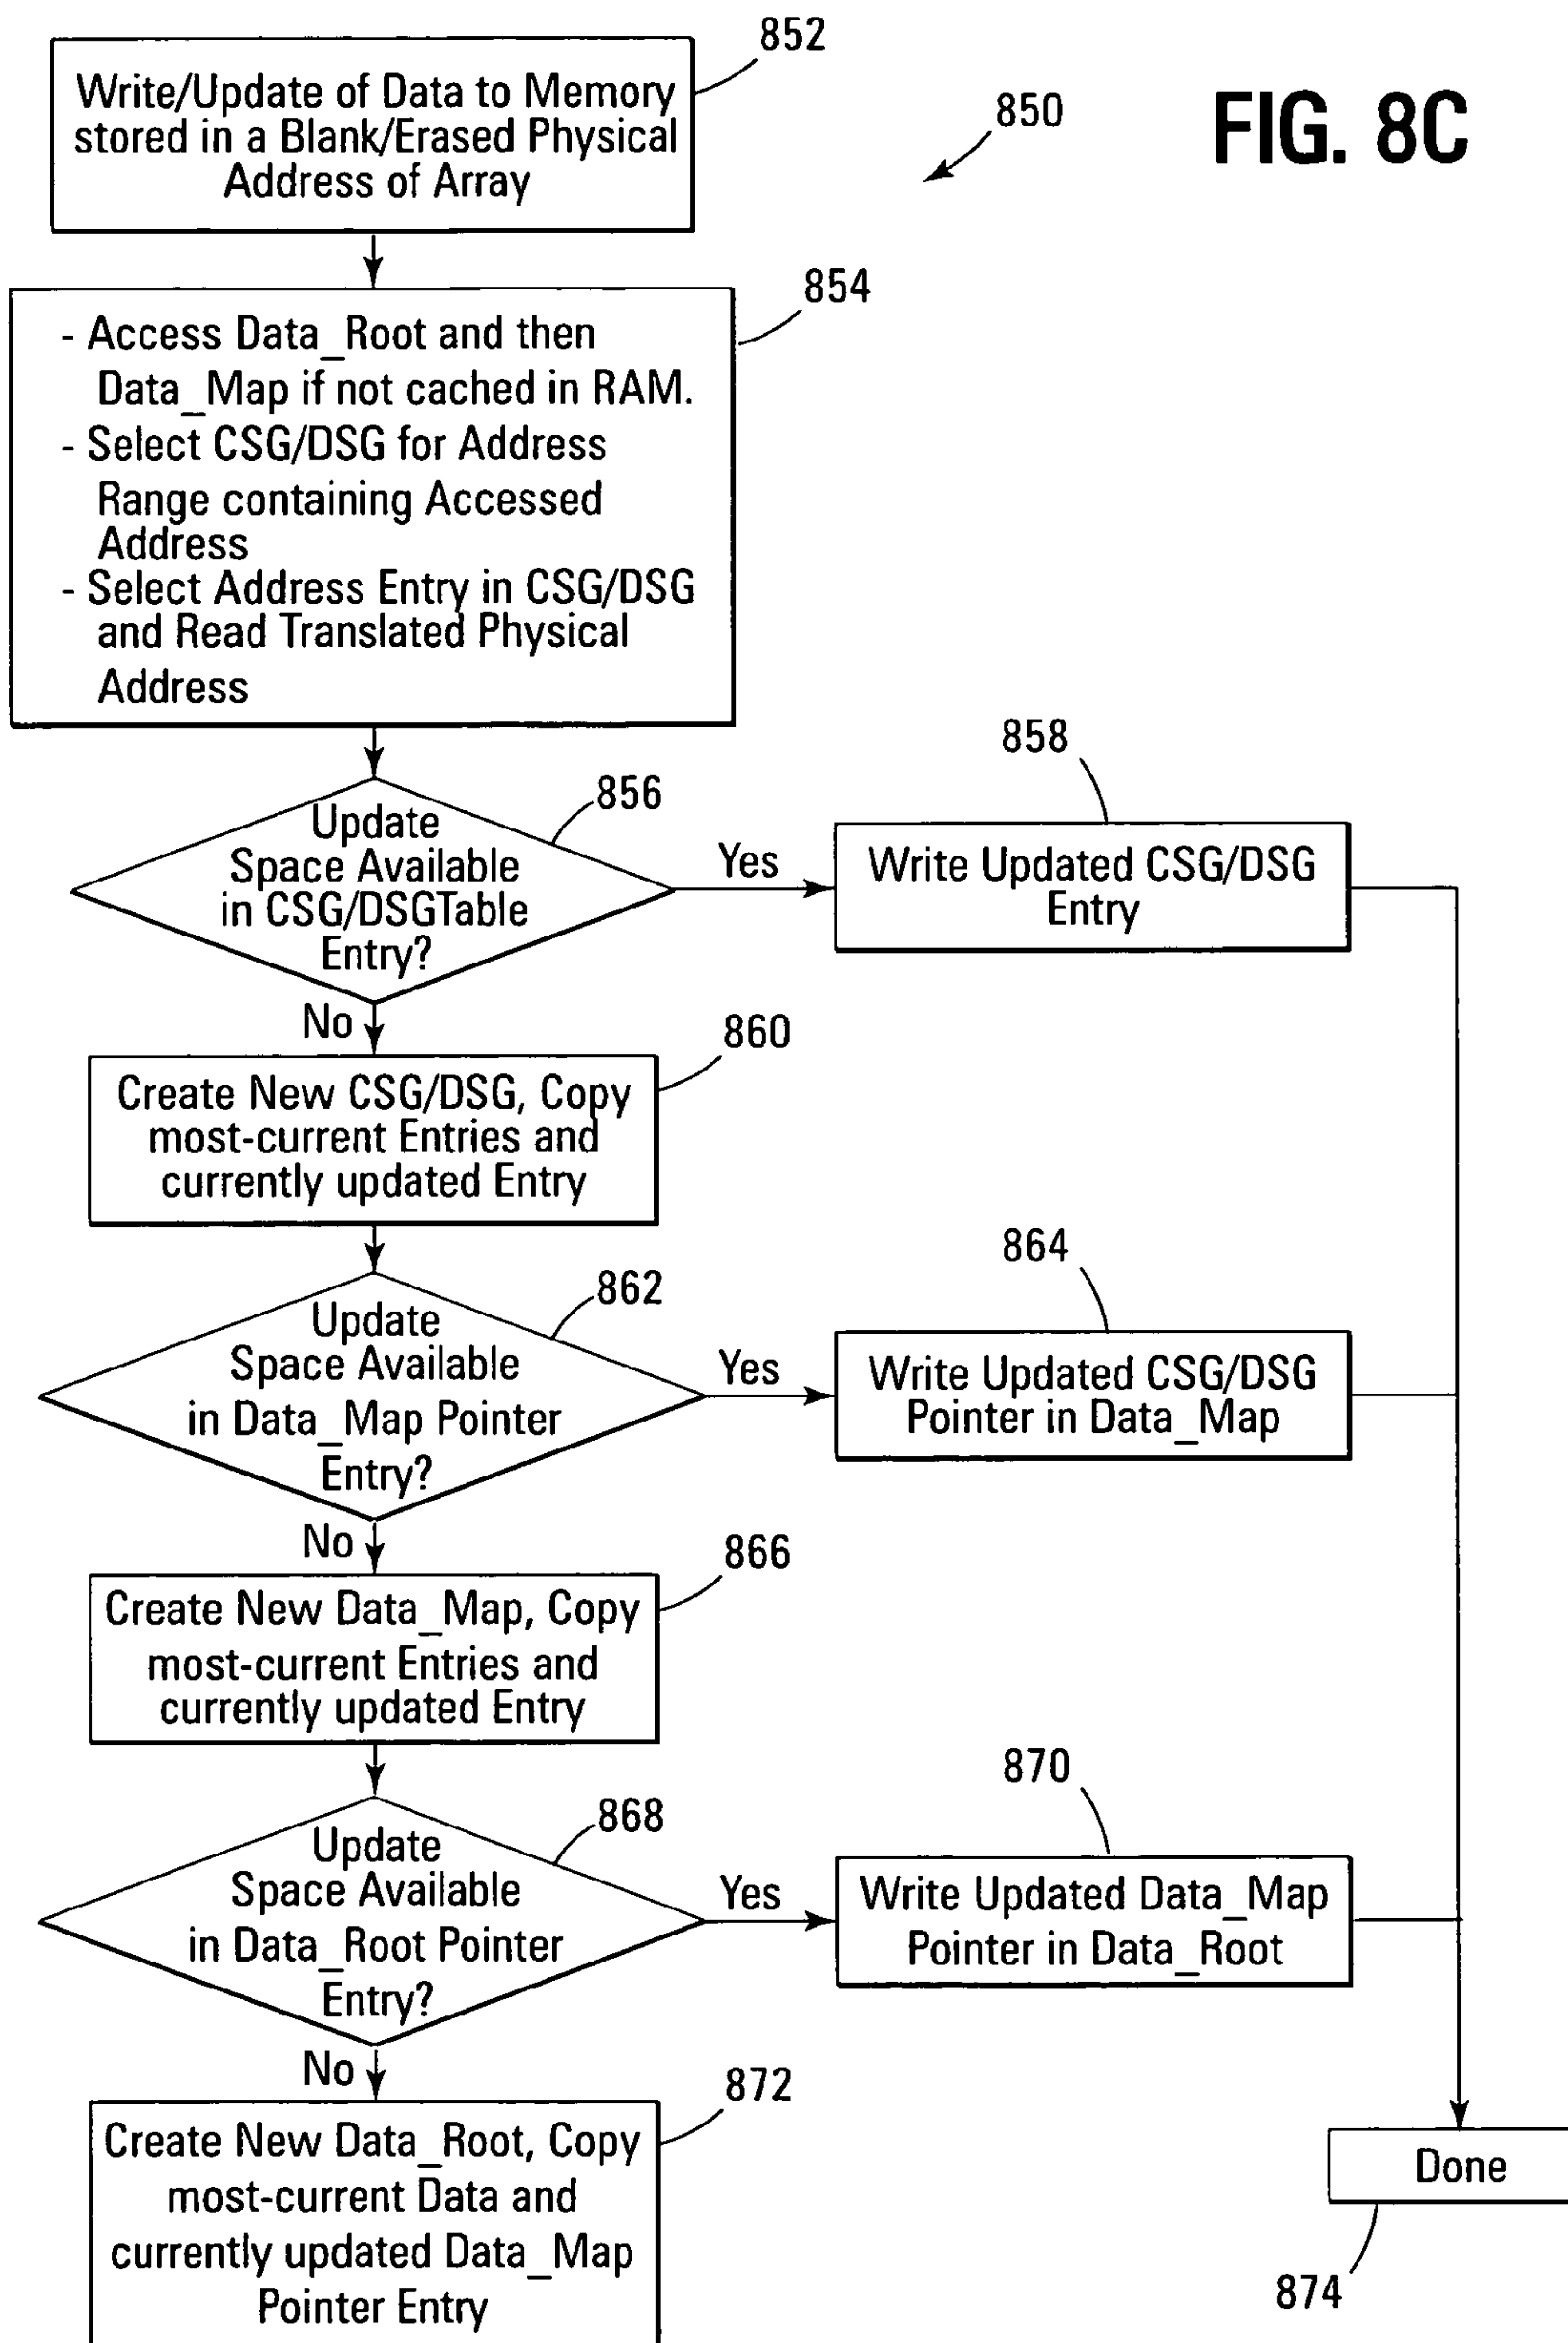 852
Write/Update of Data to Memory
stored in a Blank/Erased Physical
Address of Array
850
FIG. 8C
854
- Access Data_Root and then
Data_Map if not cached in RAM.
- Select CSG/DSG for Address
Range containing Accessed
Address
- Select Address Entry in CSG/DSG
and Read Translated Physical
Address
856
Update
Space Available
in CSG/DSGTable
Entry?
Yes
858
Write Updated CSG/DSG
Entry
No
860
Create New CSG/DSG, Copy
most-current Entries and
currently updated Entry
862
Update
Space Available
in Data_Map Pointer
Entry?
Yes
864
Write Updated CSG/DSG
Pointer in Data_Map
No
866
Create New Data_Map, Copy
most-current Entries and
currently updated Entry
868
Update
Space Available
in Data_Root Pointer
Entry?
Yes
870
Write Updated Data_Map
Pointer in Data_Root
No
872
Create New Data_Root, Copy
most-current Data and
currently updated Data_Map
Pointer Entry
Done
874